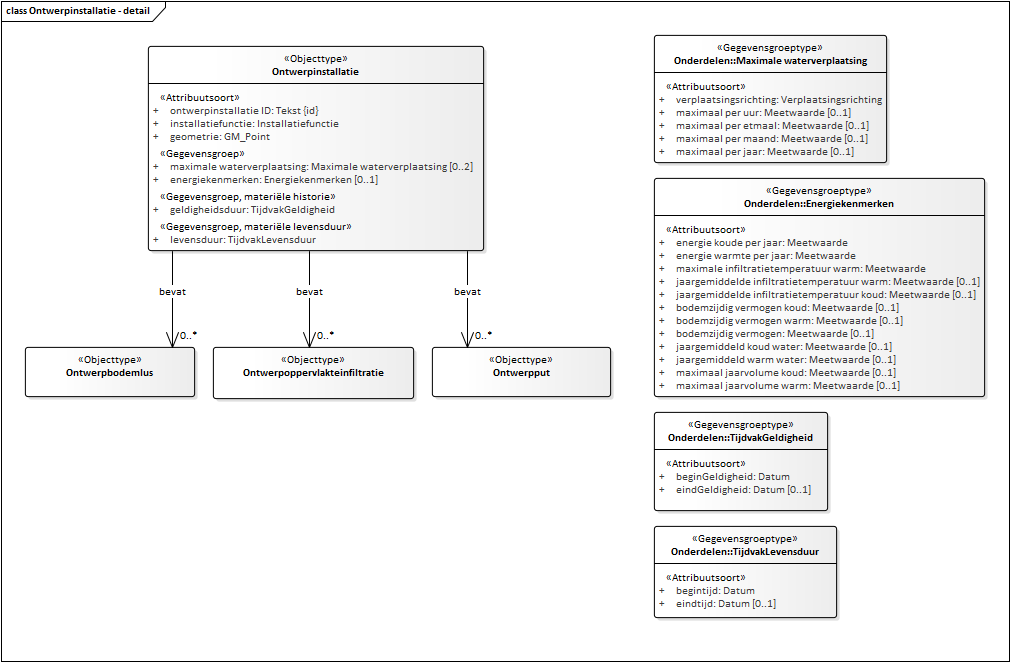 class Ontwerpinstallatie - detail
«Objecttype»
Ontwerpinstallatie
«Attribuutsoort»
+ ontwerpinstallatie ID: Tekst {id}
+ installatiefunctie: Installatiefunctie
+ geometrie: GM_Point
«Gegevensgroep»
+ maximale waterverplaatsing: Maximale waterverplaatsing [0..2]
+ energiekenmerken: Energiekenmerken [0..1]
«Gegevensgroep, materiële historie»
+ geldigheidsduur: TijdvakGeldigheid
«Gegevensgroep, materiële levensduur»
+ levensduur: TijdvakLevensduur
bevat bevat bevat
0..* 0..* 0..*
«Objecttype»
Ontwerpbodemlus
«Objecttype»
Ontwerpoppervlakteinfiltratie
«Objecttype»
Ontwerpput
«Gegevensgroeptype»
Onderdelen::Maximale waterverplaatsing
«Attribuutsoort»
+ verplaatsingsrichting: Verplaatsingsrichting
+ maximaal per uur: Meetwaarde [0..1]
+ maximaal per etmaal: Meetwaarde [0..1]
+ maximaal per maand: Meetwaarde [0..1]
+ maximaal per jaar: Meetwaarde [0..1]
«Gegevensgroeptype»
Onderdelen::Energiekenmerken
«Attribuutsoort»
+ energie koude per jaar: Meetwaarde
+ energie warmte per jaar: Meetwaarde
+ maximale infiltratietemperatuur warm: Meetwaarde
+ jaargemiddelde infiltratietemperatuur warm: Meetwaarde [0..1]
+ jaargemiddelde infiltratietemperatuur koud: Meetwaarde [0..1]
+ bodemzijdig vermogen koud: Meetwaarde [0..1]
+ bodemzijdig vermogen warm: Meetwaarde [0..1]
+ bodemzijdig vermogen: Meetwaarde [0..1]
+ jaargemiddeld koud water: Meetwaarde [0..1]
+ jaargemiddeld warm water: Meetwaarde [0..1]
+ maximaal jaarvolume koud: Meetwaarde [0..1]
+ maximaal jaarvolume warm: Meetwaarde [0..1]
«Gegevensgroeptype»
Onderdelen::TijdvakGeldigheid
«Attribuutsoort»
+ beginGeldigheid: Datum
+ eindGeldigheid: Datum [0..1]
«Gegevensgroeptype»
Onderdelen::TijdvakLevensduur
«Attribuutsoort»
+ begintijd: Datum
+ eindtijd: Datum [0..1]